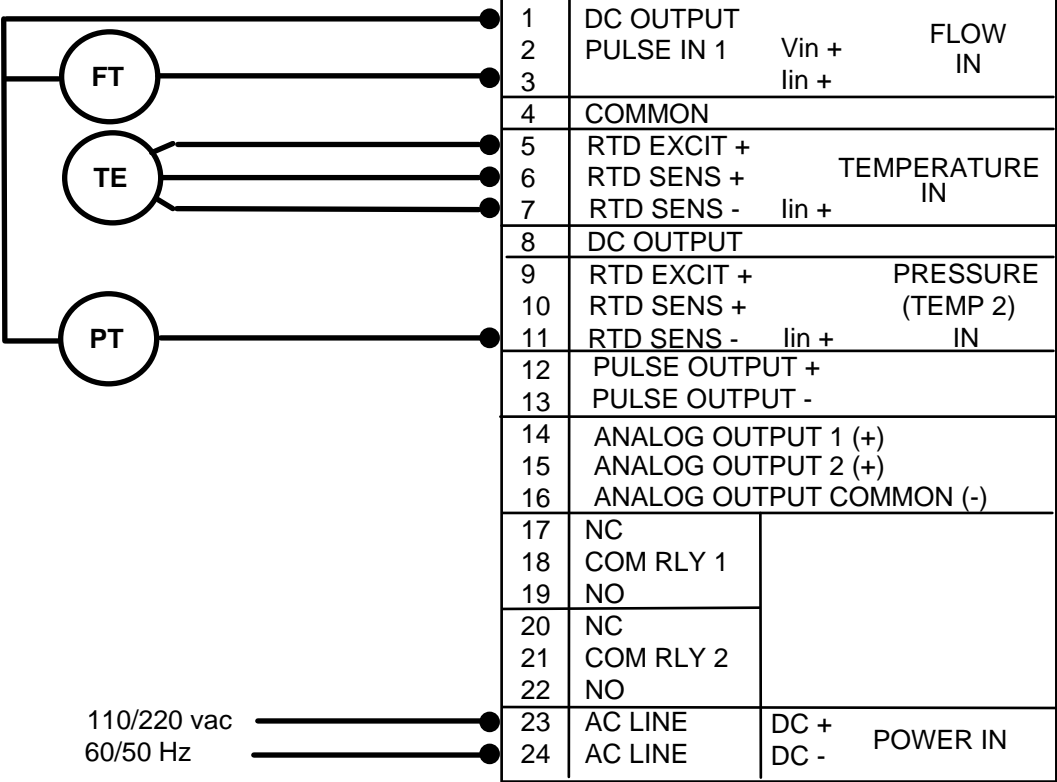 1 DC OUTPUT
FLOW
2 PULSE IN 1 Vin +
IN
FT
3 Iin +
4 COMMON
5 RTD EXCIT +
TE
6 RTD SENS + TEMPERATURE
IN
7 RTD SENS - Iin +
8 DC OUTPUT
9 RTD EXCIT + PRESSURE
10 RTD SENS + (TEMP 2)
PT
11 RTD SENS - Iin + IN
12 PULSE OUTPUT +
13 PULSE OUTPUT -
14 ANALOG OUTPUT 1 (+)
15 ANALOG OUTPUT 2 (+)
16 ANALOG OUTPUT COMMON (-)
17 NC
18 COM RLY 1
19 NO
20 NC
21 COM RLY 2
22 NO
110/220 vac 23 AC LINE DC +
POWER IN
60/50 Hz 24 AC LINE DC -